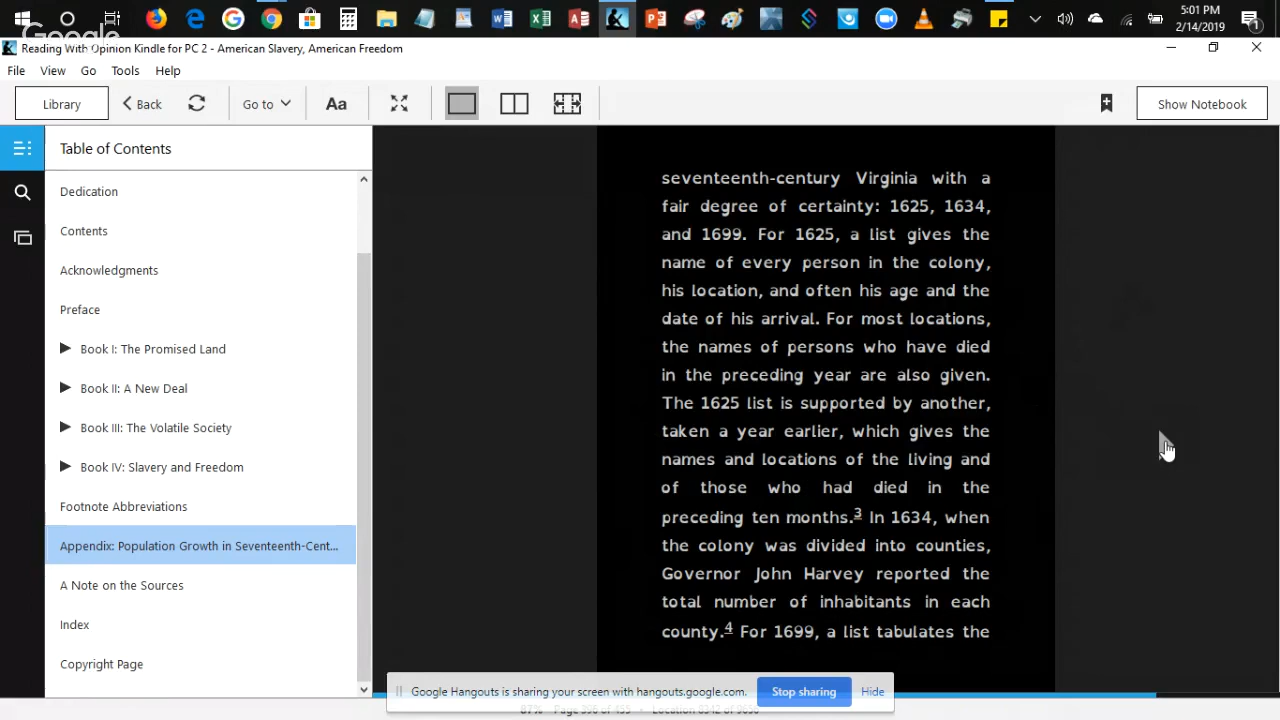 5:01 PM
2/14/2019
Google
Reading With Opinion Kindle for PC 2 - American Slavery, American Freedom
File View Go Tools Help
Library Back Go to Aa Show Notebook
Table of Contents
Dedication
Contents
Acknowledgments
Preface
Book I: The Promised Land
Book II: A New Deal
Book III: The Volatile Society
Book IV: Slavery and Freedom
Footnote Abbreviations
Appendix: Population Growth in Seventeenth-Cent...
A Note on the Sources
Index
Copyright Page
seventeenth-century Virginia with a
fair degree of certainty: 1625, 1634,
and 1699. For 1625, a list gives the
name of every person in the colony,
his location, and often his age and the
date of his arrival. For most locations,
the names of persons who have died
in the preceding year are also given.
The 1625 list is supported by another,
taken a year earlier, which gives the
names and locations of the living and
of those who had died in the
preceding ten months.3 In 1634, when
the colony was divided into counties,
Governor John Harvey reported the
total number of inhabitants in each
county.4 For 1699, a list tabulates the
Google Hangouts is sharing your screen with hangouts.google.com. Stop sharing Hide
87% Page 396 of 455 • Location